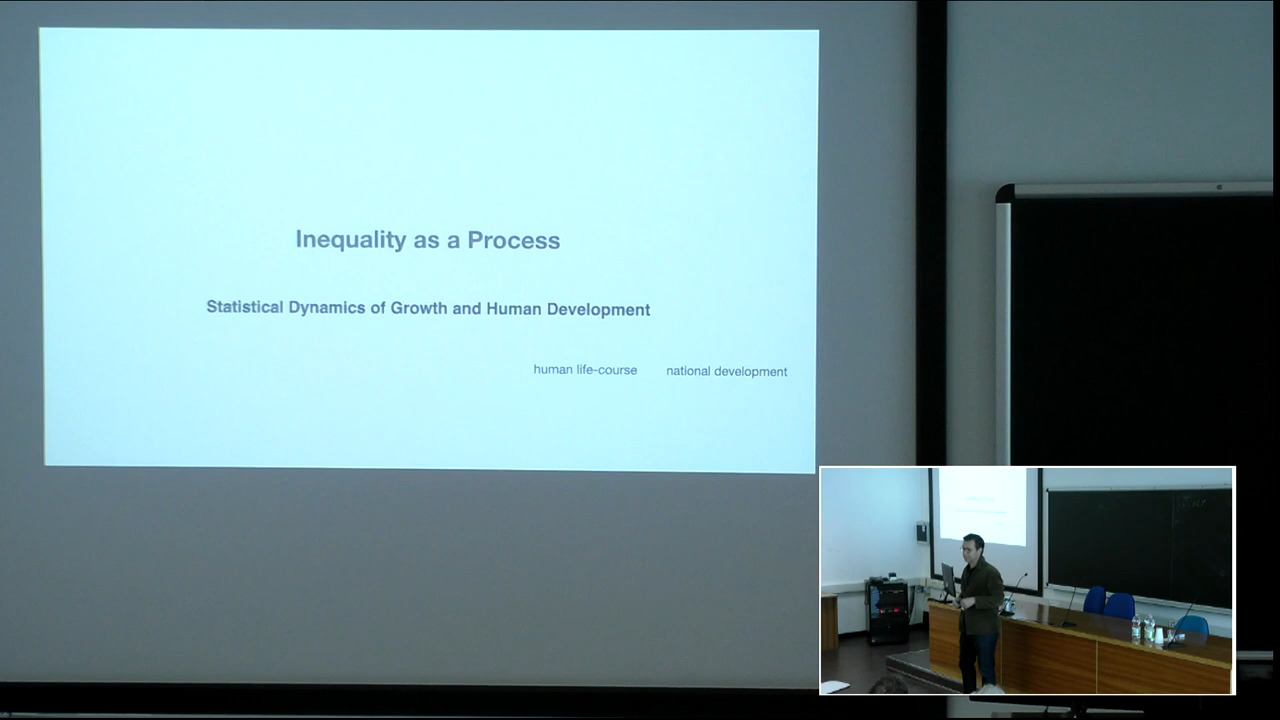 Inequality as a Process
Statistical Dynamics of Growth and Human Development
human life-course national development